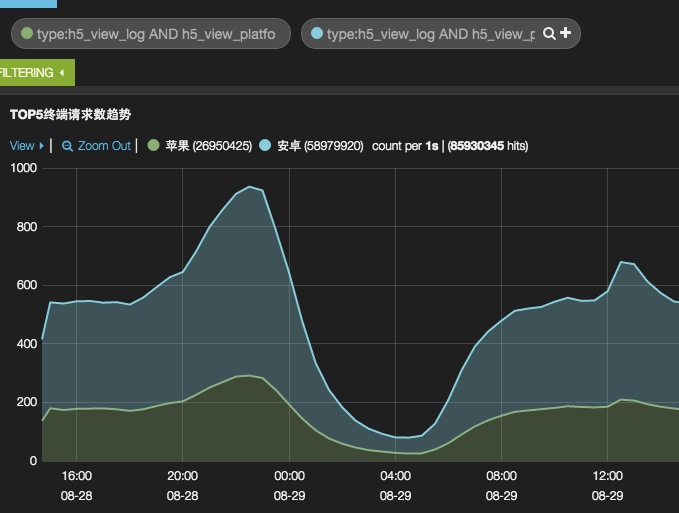 type:h5_view_log AND h5_view_platfo
type:h5_view_log AND h5_view_p
FILTERING
TOP5终端请求数趋势
View | Zoom Out | 苹果 (26950425) 安卓 (58979920) count per 1s | (85930345 hits)
1000
800
600
400
200
0
16:00 20:00 00:00 04:00 08:00 12:00
08-28 08-28 08-29 08-29 08-29 08-29